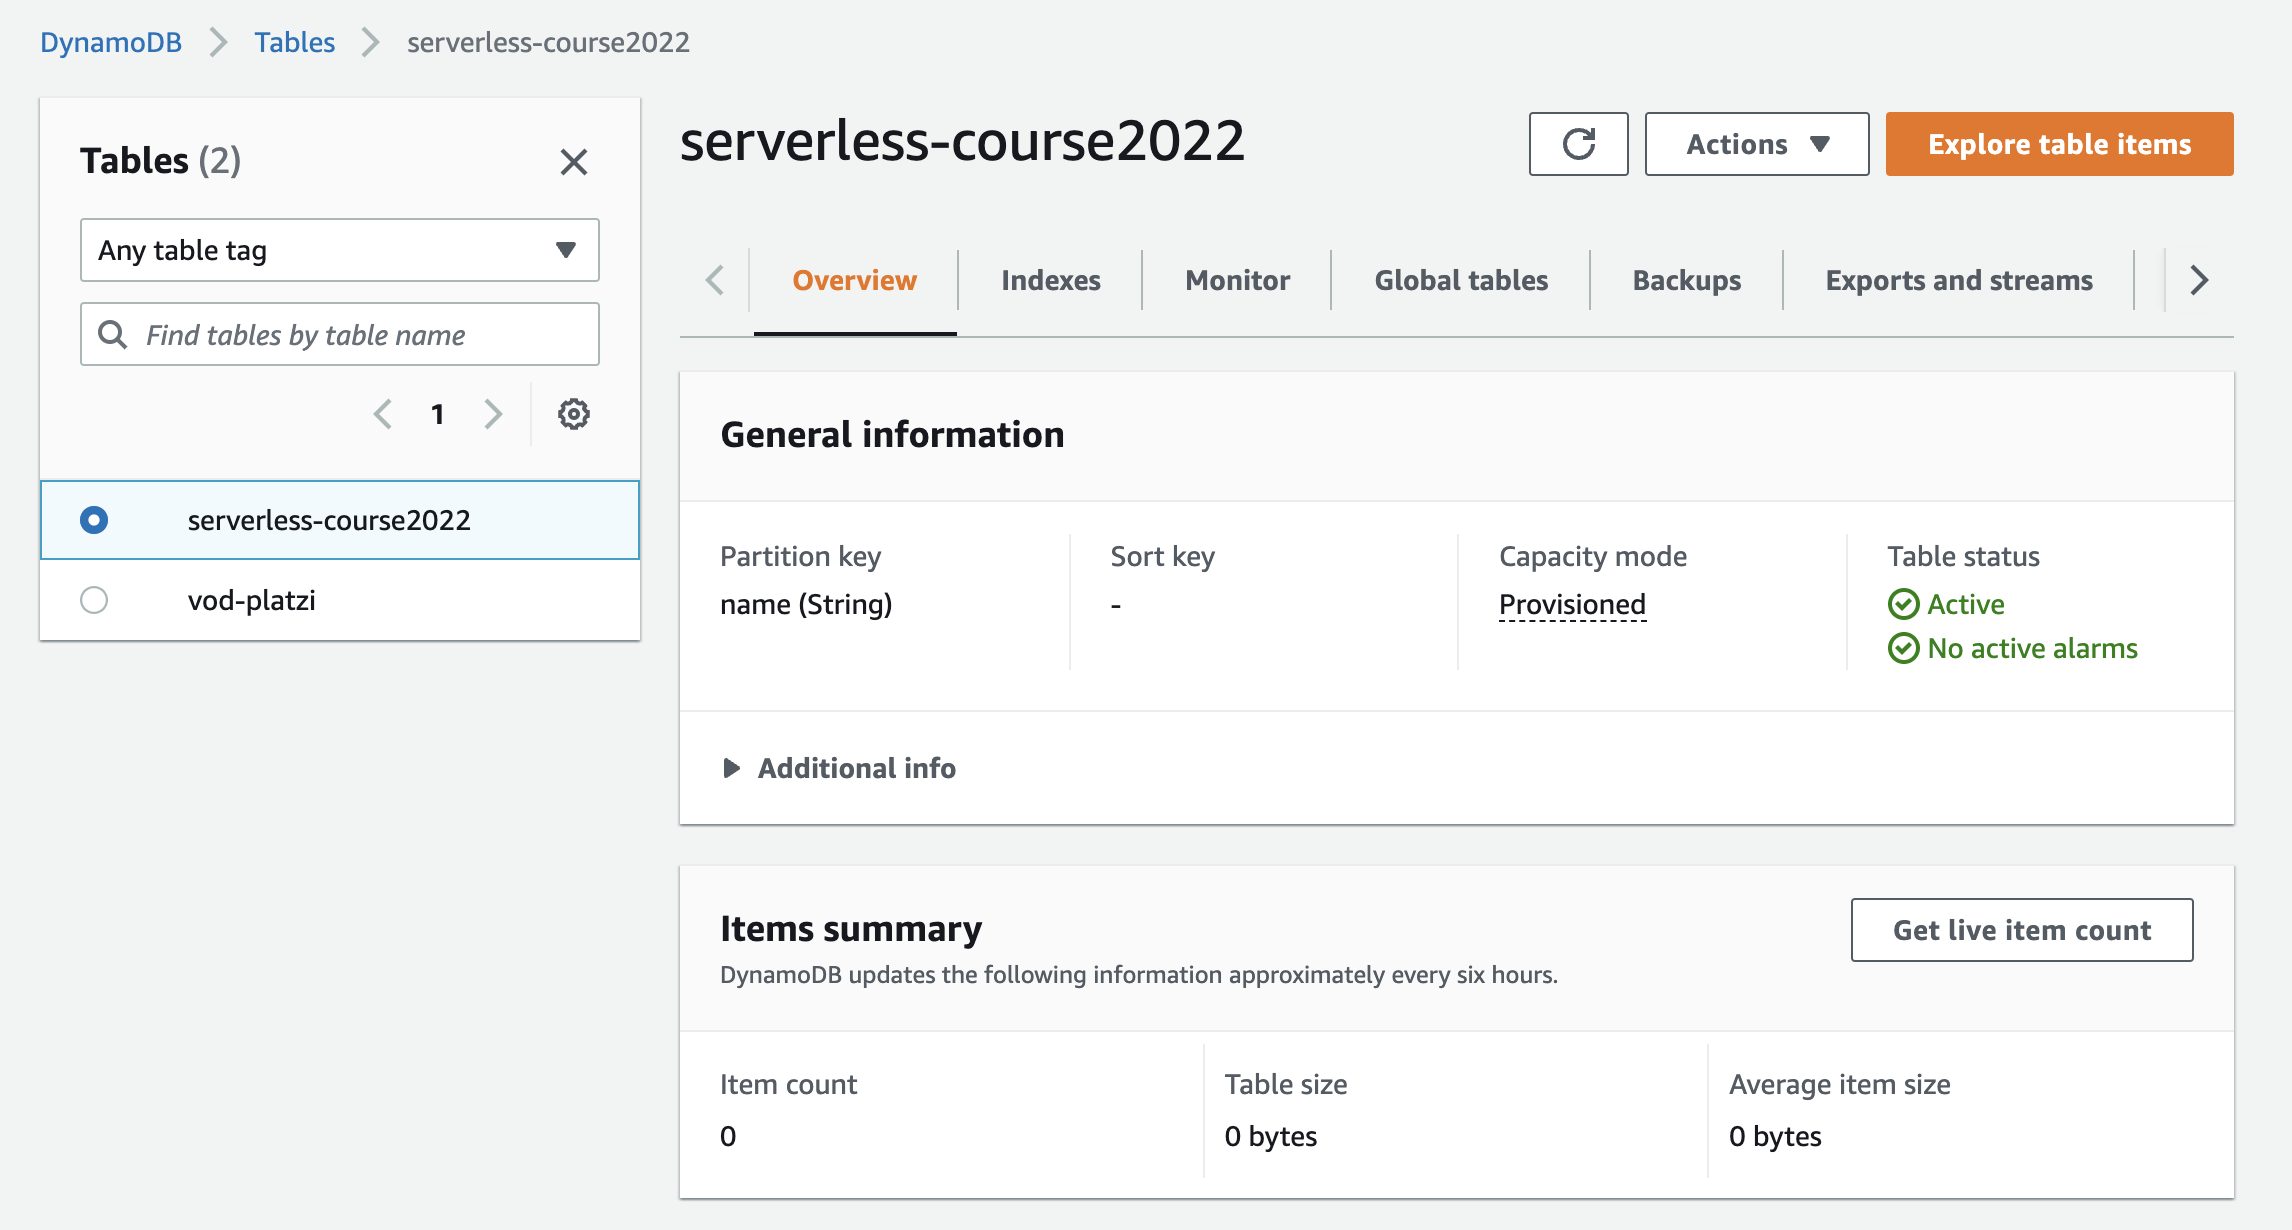 DynamoDB > Tables > serverless-course2022
Tables (2)
Any table tag
Find tables by table name
1
serverless-course2022
vod-platzi
serverless-course2022
Actions
Explore table items
Overview Indexes Monitor Global tables Backups Exports and streams
General information
Partition key
name (String)
Sort key
-
Capacity mode
Provisioned
Table status
Active
No active alarms
Additional info
Items summary
DynamoDB updates the following information approximately every six hours.
Get live item count
Item count
0
Table size
0 bytes
Average item size
0 bytes